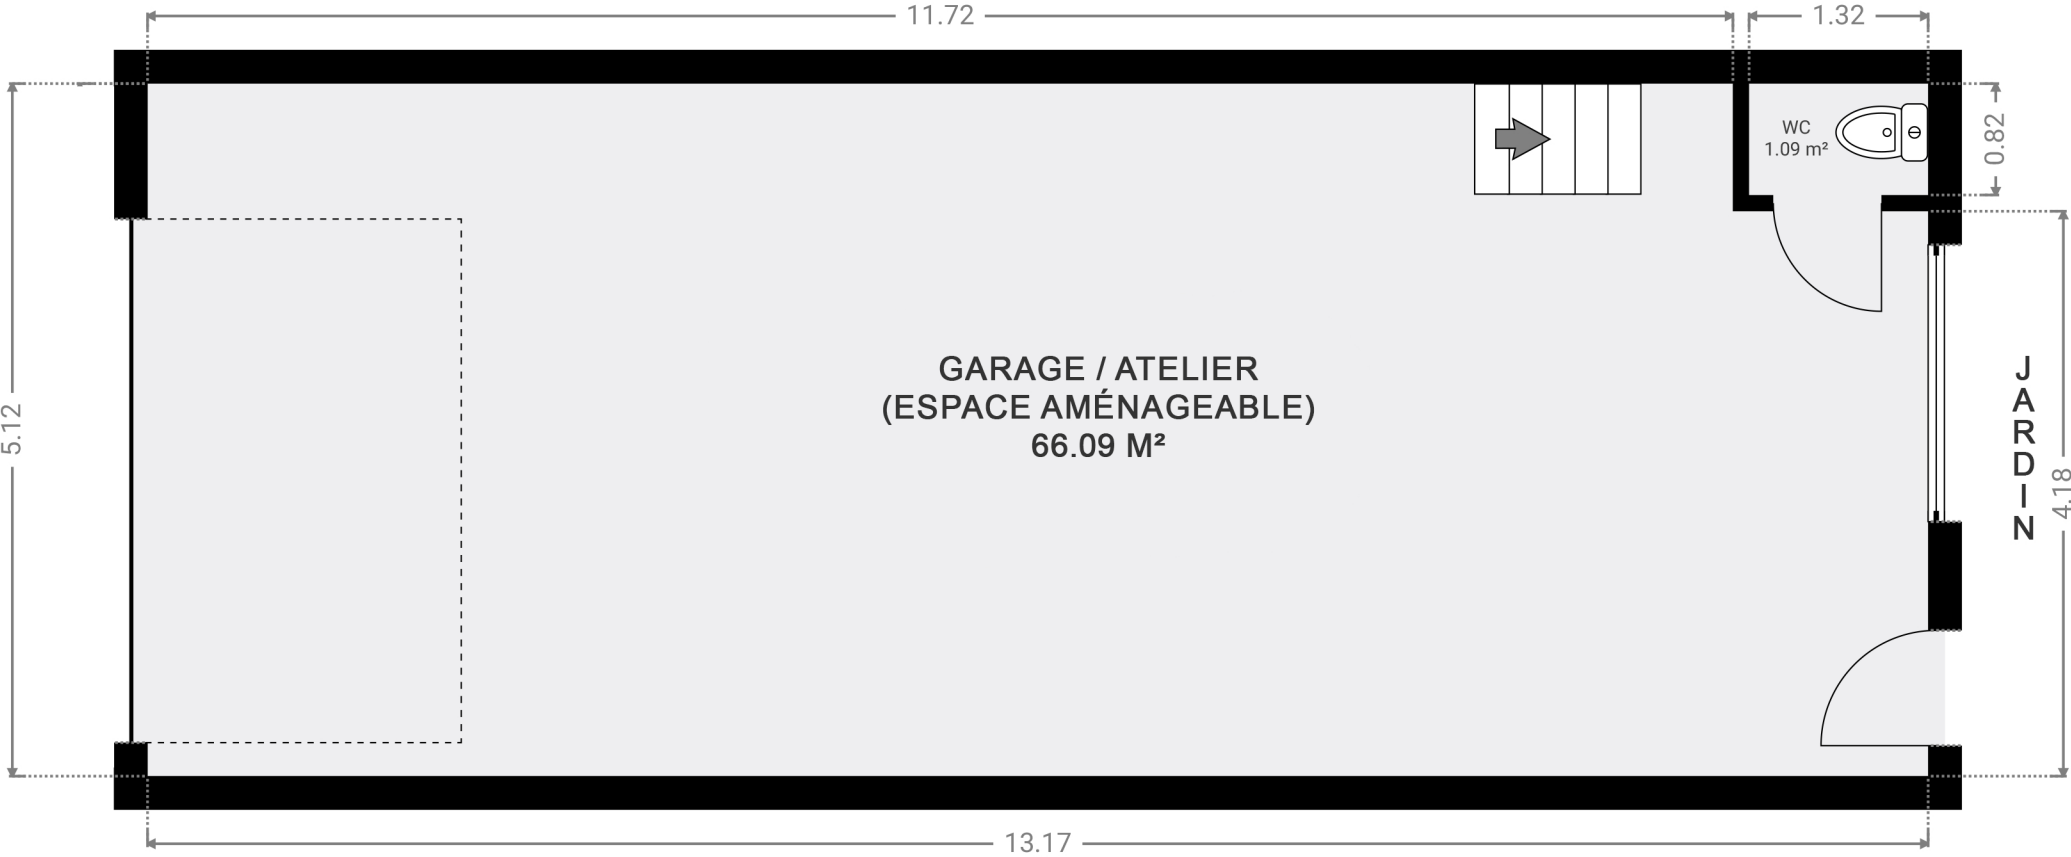 11.72
1.32
WC
1.09 m²
0.82
GARAGE / ATELIER
(ESPACE AMÉNAGEABLE)
66.09 M²
5.12
JARDIN
4.18
13.17